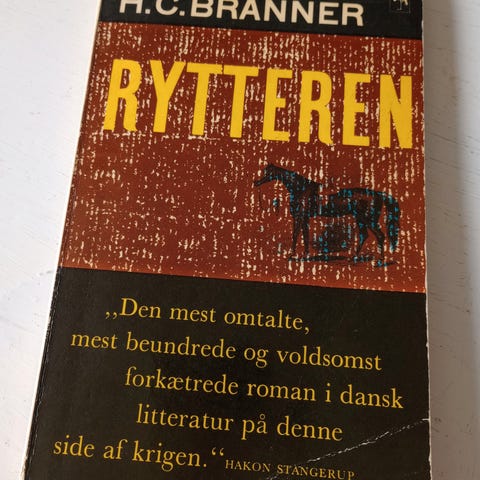 H.C.BRANNER
RYTTEREN
„Den mest omtalte,
mest beundrede og voldsomst
forkætrede roman i dansk
litteratur på denne
side af krigen.“ HAKON STANGERUP